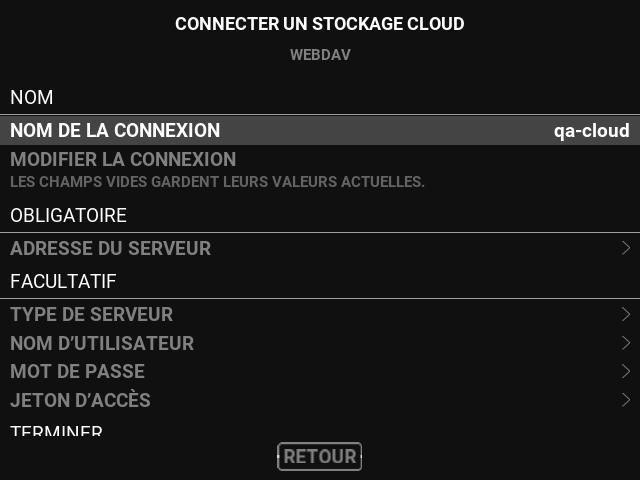 CONNECTER UN STOCKAGE CLOUD
WEBDAV
NOM
NOM DE LA CONNEXION qa-cloud
MODIFIER LA CONNEXION
LES CHAMPS VIDES GARDENT LEURS VALEURS ACTUELLES.
OBLIGATOIRE
ADRESSE DU SERVEUR
FACULTATIF
TYPE DE SERVEUR
NOM D’UTILISATEUR
MOT DE PASSE
JETON D’ACCÈS
TERMINER
RETOUR